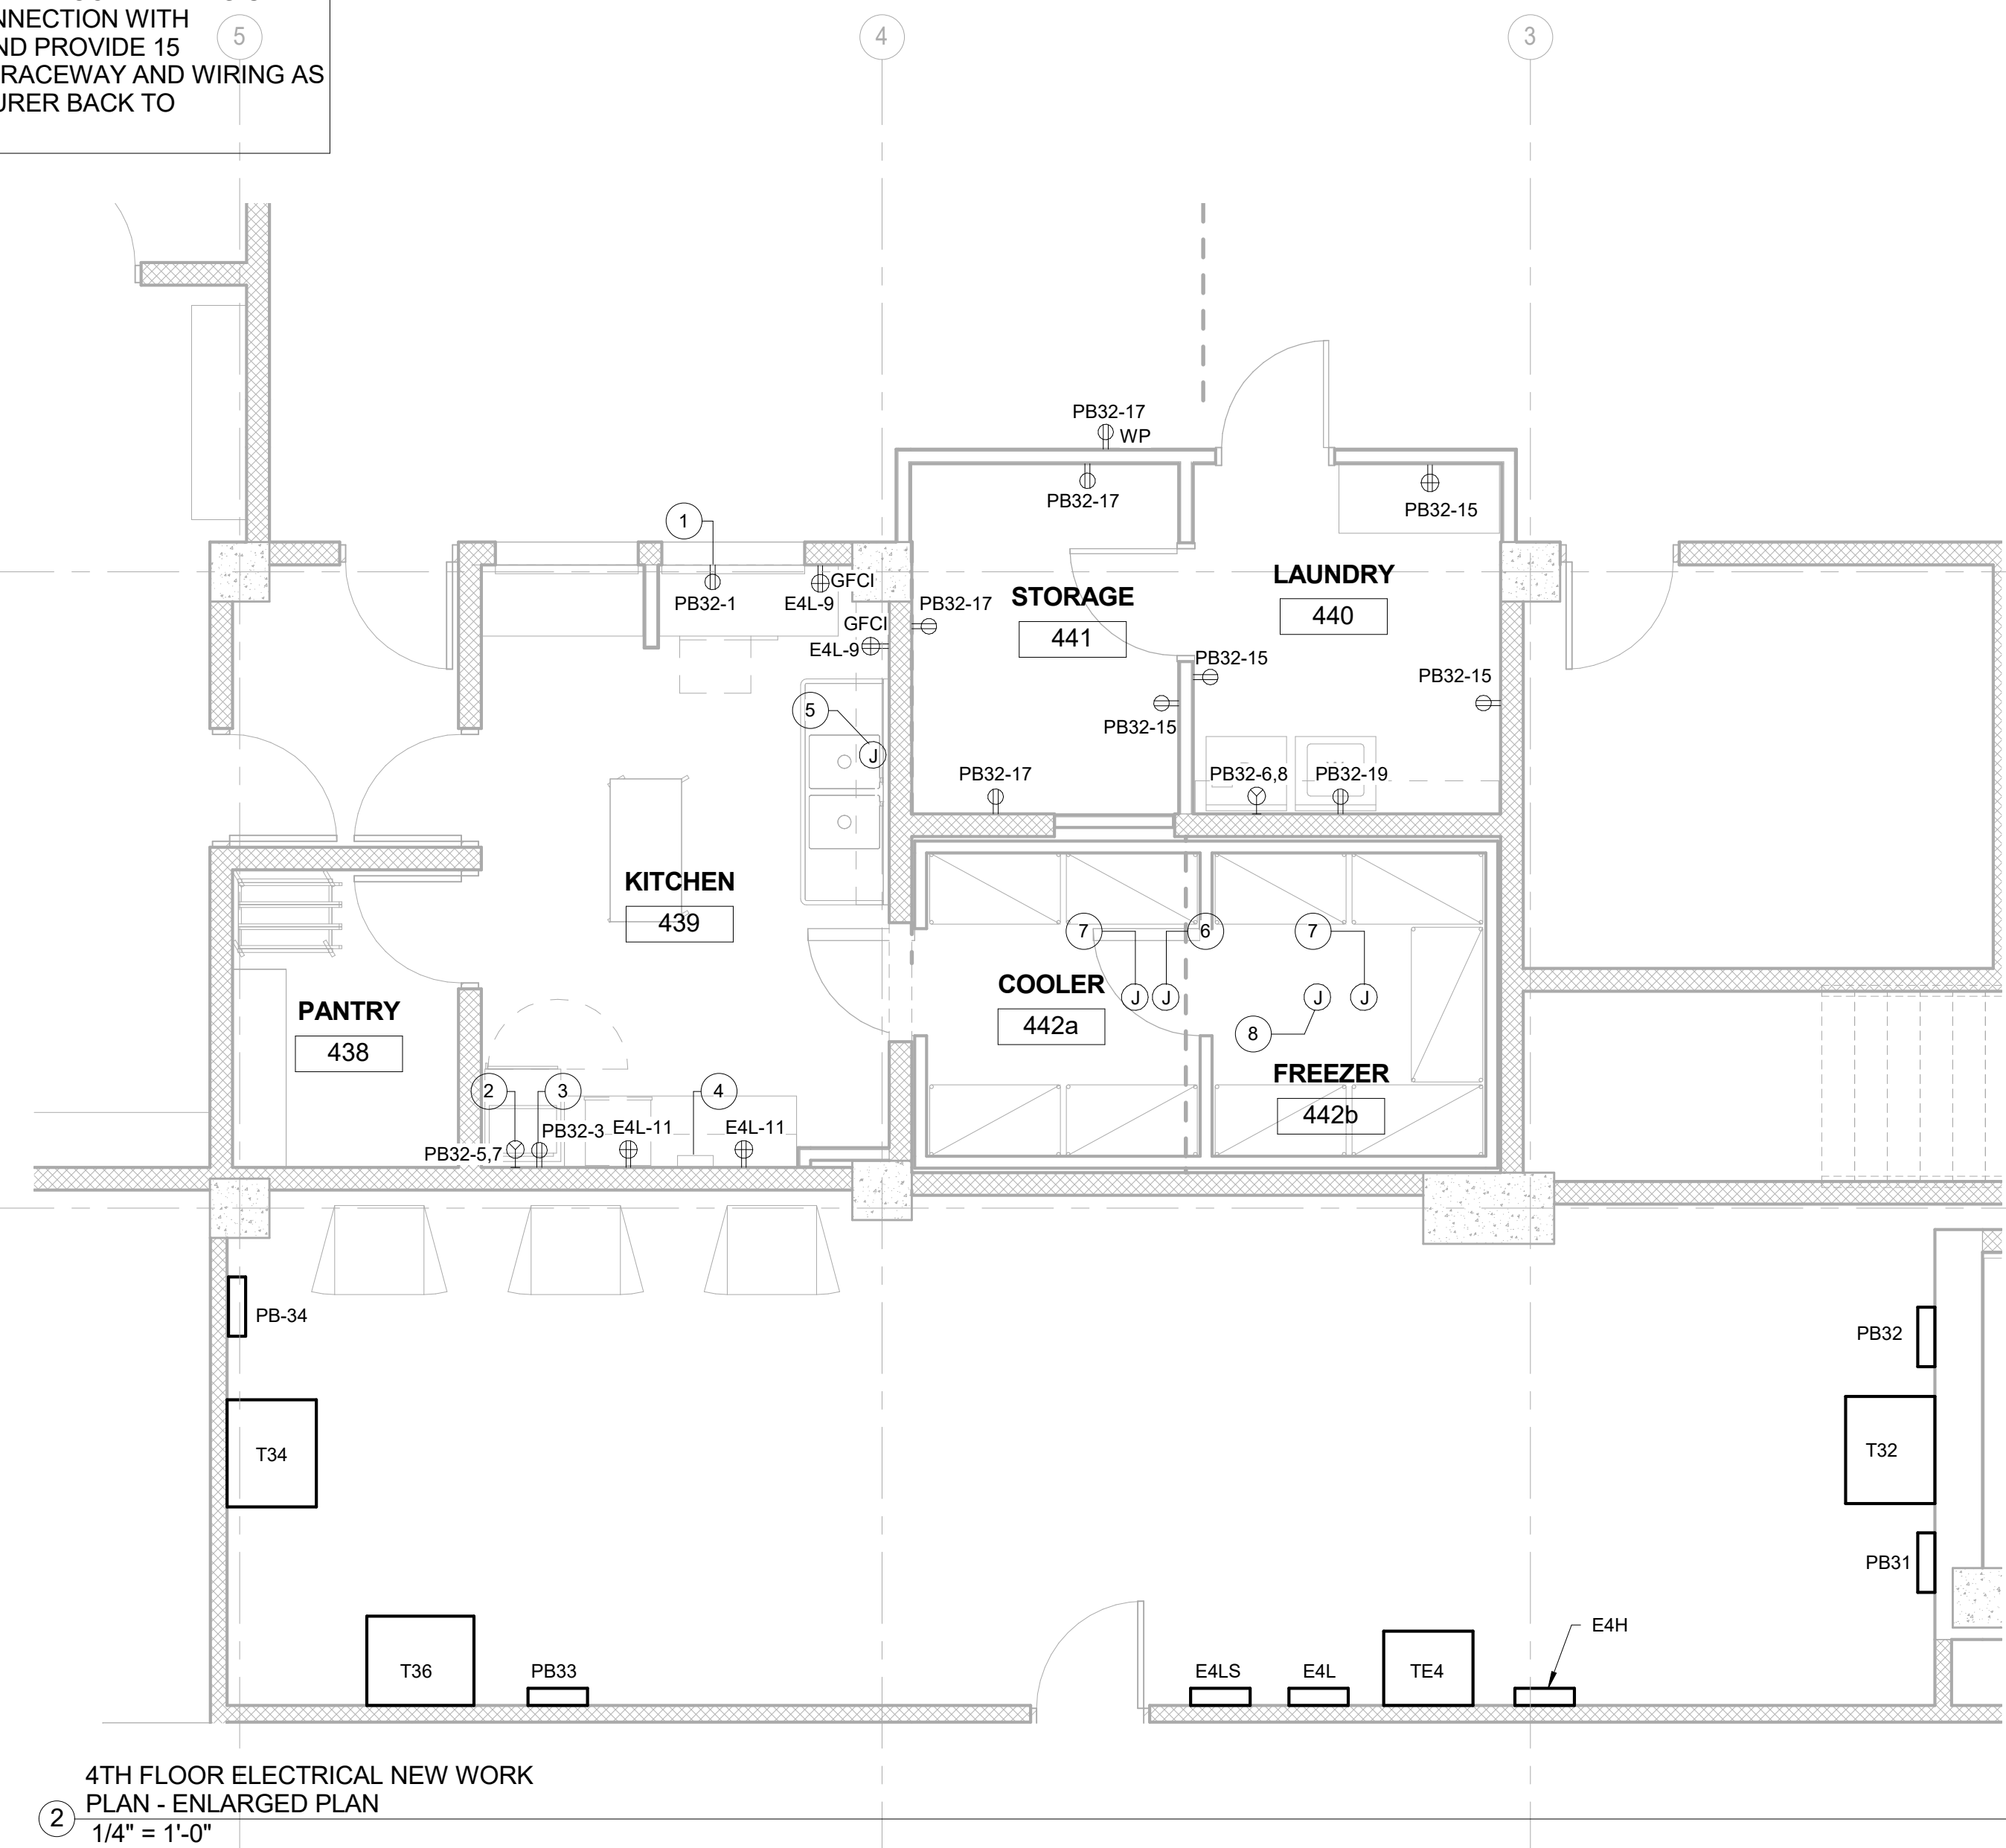 NNECTION WITH
ND PROVIDE 15
RACEWAY AND WIRING AS
URER BACK TO
5
4
3
PB32-17
WP
PB32-17
PB32-15
1
GFCI
PB32-1
E4L-9
GFCI
E4L-9
PB32-17
STORAGE
441
LAUNDRY
440
PB32-15
PB32-15
PB32-15
5
J
PB32-17
PB32-6,8
PB32-19
KITCHEN
439
7
6
7
COOLER
442a
J
J
J
J
8
FREEZER
442b
PANTRY
438
2
3
4
PB32-5,7
PB32-3
E4L-11
E4L-11
PB-34
PB32
T34
T32
PB31
E4H
T36
PB33
E4LS
E4L
TE4
4TH FLOOR ELECTRICAL NEW WORK
PLAN - ENLARGED PLAN
2
1/4" = 1'-0"